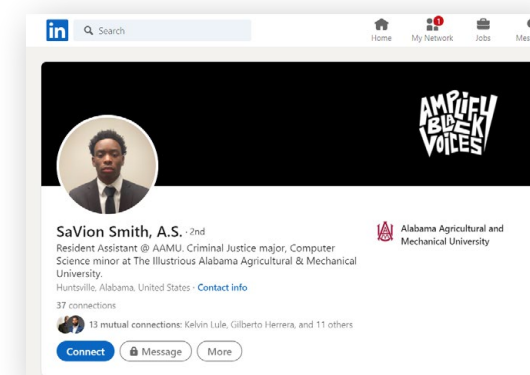 in
Search
Home
1
My Network
Jobs
Mes
AMPLIFY
BLACK
VOICES
SaVion Smith, A.S. · 2nd
Resident Assistant @ AAMU. Criminal Justice major, Computer
Science minor at The Illustrious Alabama Agricultural & Mechanical
University.
Huntsville, Alabama, United States · Contact info
37 connections
13 mutual connections: Kelvin Lule, Gilberto Herrera, and 11 others
Connect
Message
More
Alabama Agricultural and
Mechanical University